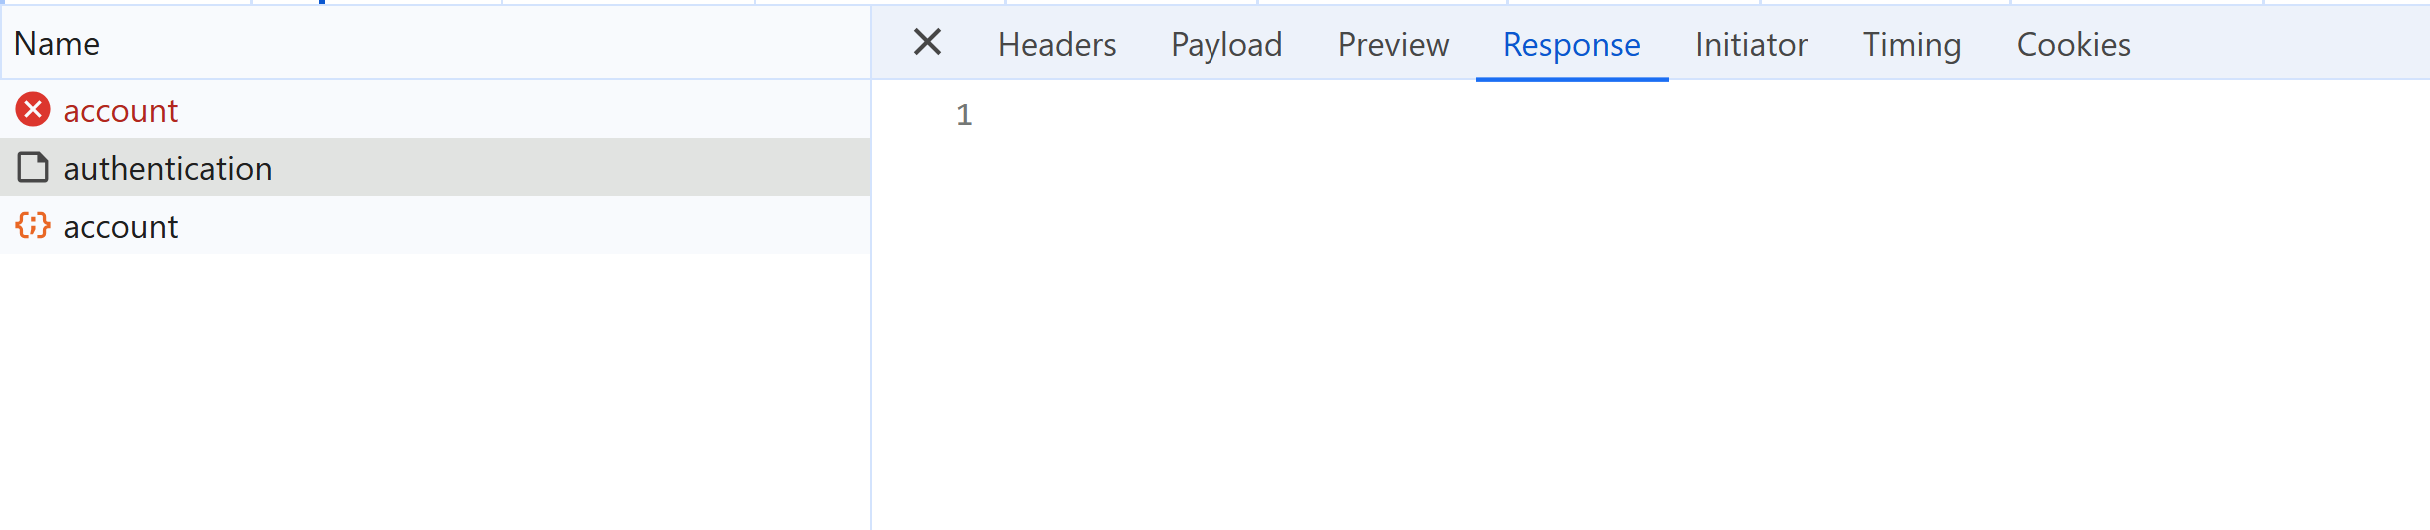 Name
account
authentication
account
Headers Payload Preview Response Initiator Timing Cookies
1